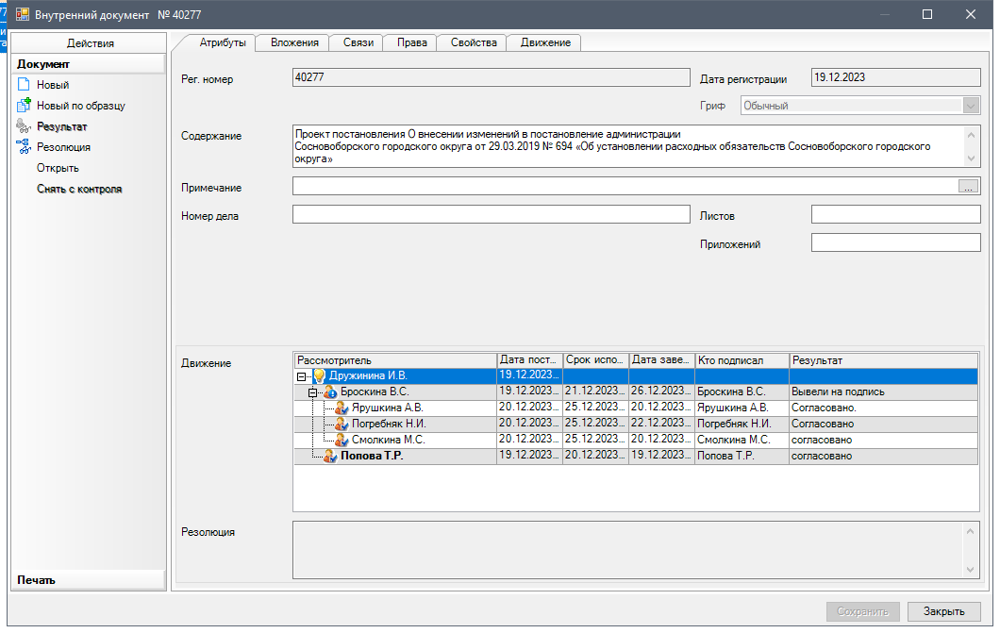 Внутренний документ № 40277
Действия
Документ
Новый
Новый по образцу
Результат
Резолюция
Открыть
Снять с контроля
Печать
Атрибуты Вложения Связи Права Свойства Движение
Рег. номер 40277 Дата регистрации 19.12.2023
Гриф Обычный
Содержание
Проект постановления О внесении изменений в постановление администрации
Сосновоборского городского округа от 29.03.2019 № 694 «Об установлении расходных обязательств Сосновоборского городского
округа»
Примечание ...
Номер дела Листов
Приложений
Движение
Рассмотритель Дата пост... Срок испо... Дата заве... Кто подписал Результат
Дружинина И.В. 19.12.2023...
Броскина В.С. 19.12.2023... 21.12.2023... 26.12.2023... Броскина В.С. Вывели на подпись
Ярушкина А.В. 20.12.2023... 25.12.2023... 20.12.2023... Ярушкина А.В. Согласовано.
Погребняк Н.И. 20.12.2023... 25.12.2023... 22.12.2023... Погребняк Н.И. Согласовано
Смолкина М.С. 20.12.2023... 25.12.2023... 20.12.2023... Смолкина М.С. согласовано
Попова Т.Р. 19.12.2023... 20.12.2023... 19.12.2023... Попова Т.Р. согласовано
Резолюция
Сохранить Закрыть